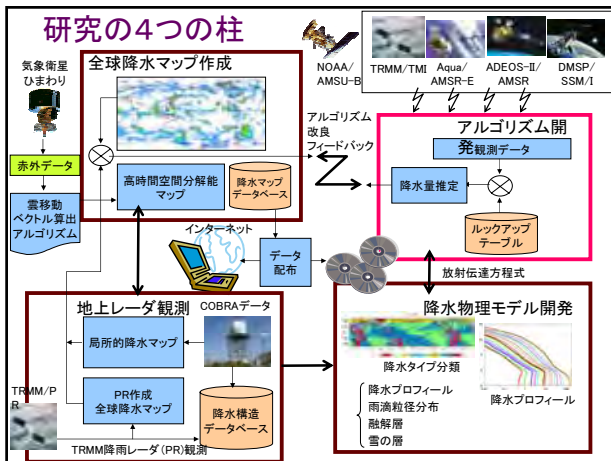 研究の4つの柱
気象衛星
ひまわり
全球降水マップ作成
NOAA/
AMSU-B
TRMM/TMI
Aqua/
AMSR-E
ADEOS-II/
AMSR
DMSP/
SSM/I
アルゴリズム
改良
フィードバック
アルゴリズム開
発
観測データ
赤外データ
高時間空間分解能
マップ
降水マップ
データベース
降水量推定
雲移動
ベクトル算出
アルゴリズム
ルックアップ
テーブル
インターネット
データ
配布
放射伝達方程式
地上レーダ観測
COBRAデータ
降水物理モデル開発
局所的降水マップ
降水タイプ分類
TRMM/P
R
PR作成
全球降水マップ
降水構造
データベース
降水プロフィール
雨滴粒径分布
融解層
雪の層
降水プロフィール
TRMM降雨レーダ(PR)観測